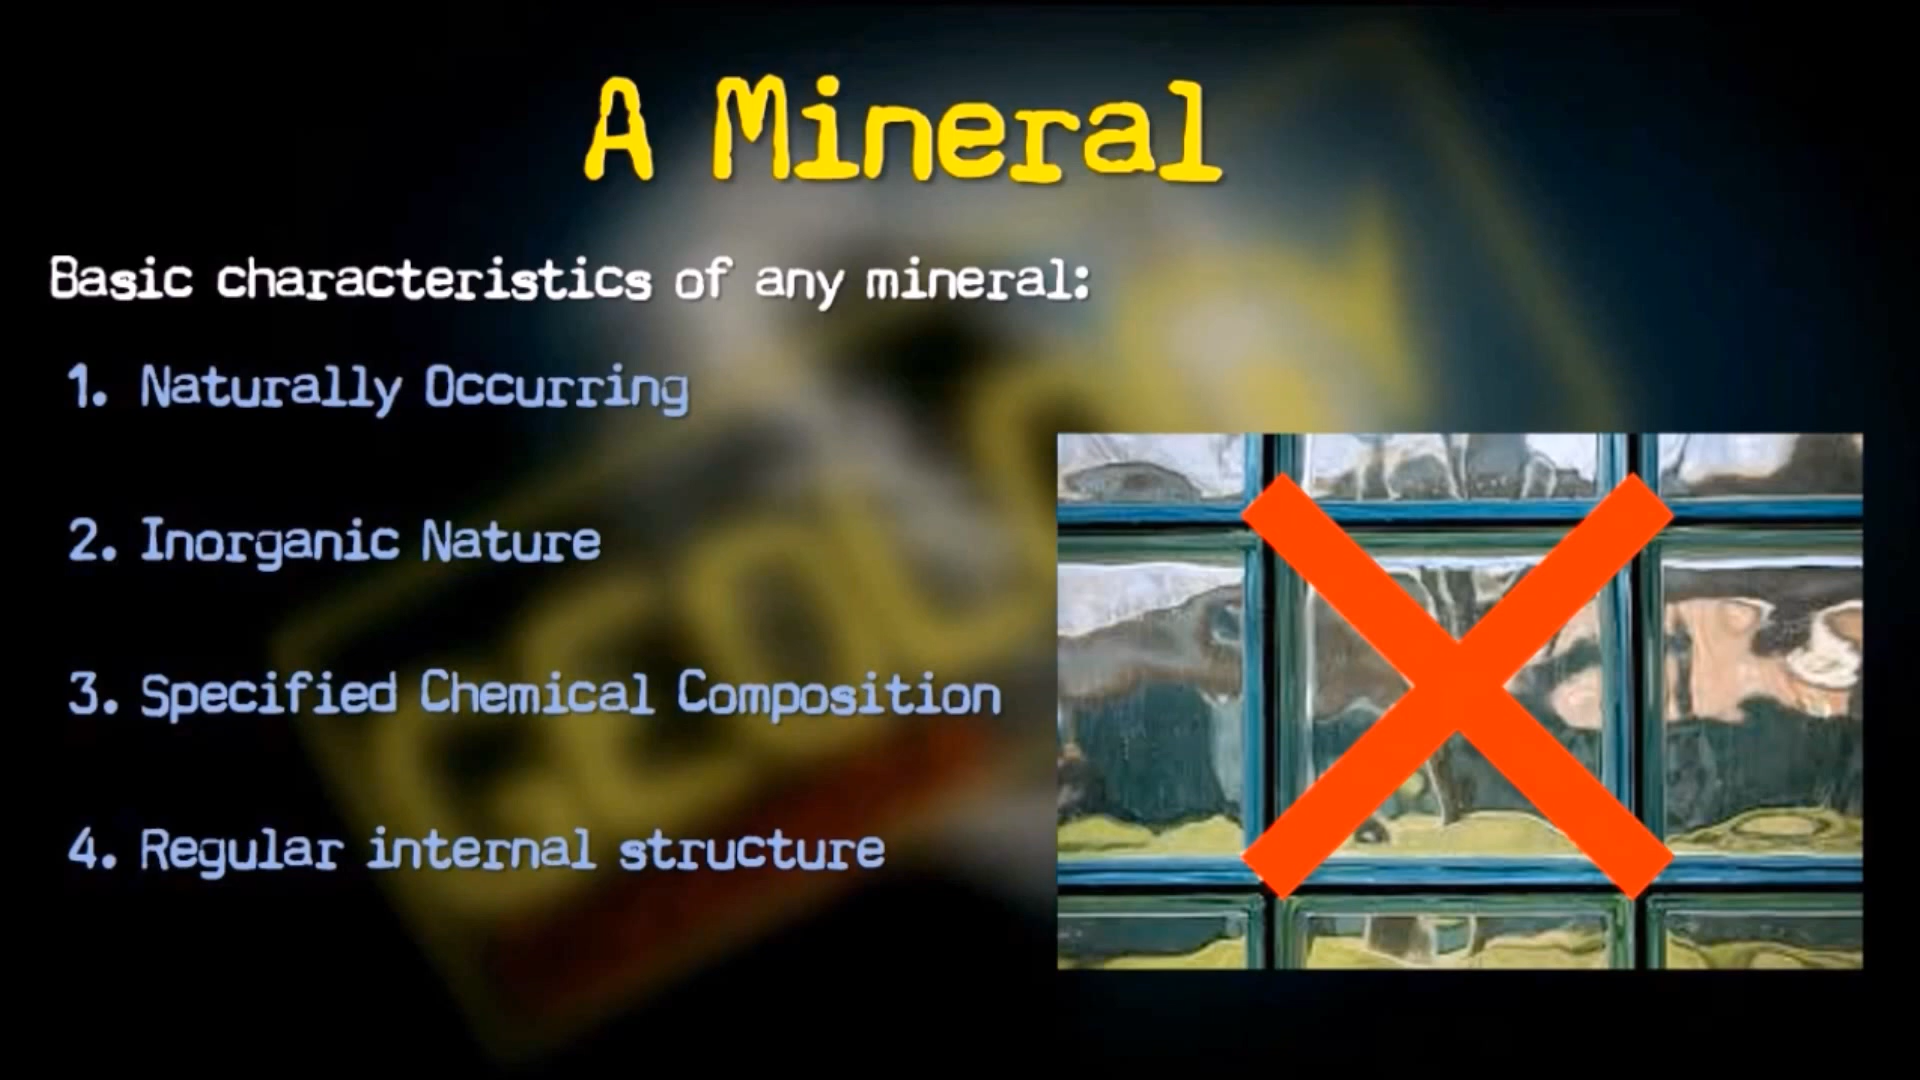 A Mineral
Basic characteristics of any mineral:
1. Naturally Occurring
2. Inorganic Nature
3. Specified Chemical Composition
4. Regular internal structure